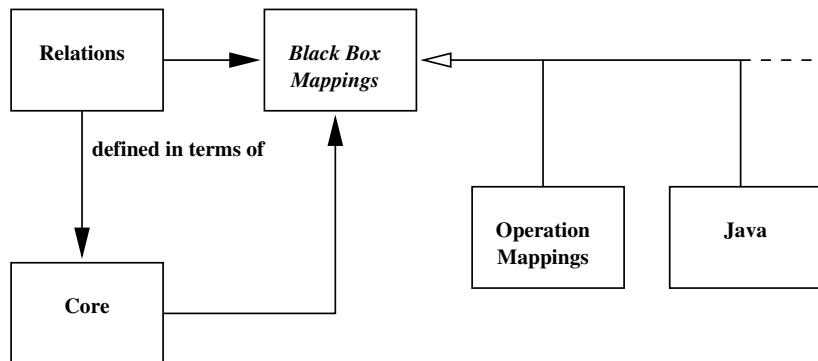 Relations
Black Box
Mappings
defined in terms of
Operation
Mappings
Java
Core